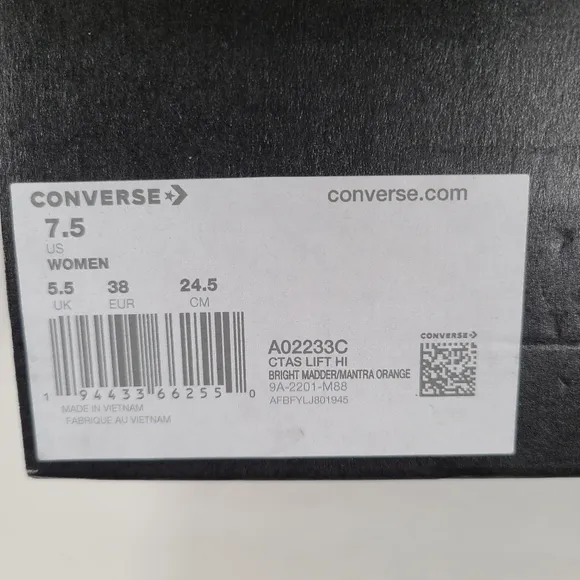 CONVERSE
converse.com
7.5
US
WOMEN
5.5 38 24.5
UK EUR CM
1 94433 66255 0
MADE IN VIETNAM
FABRIQUE AU VIETNAM
A02233C
CTAS LIFT HI
BRIGHT MADDER/MANTRA ORANGE
9A-2201-M88
AFBFYLJ801945
CONVERSE